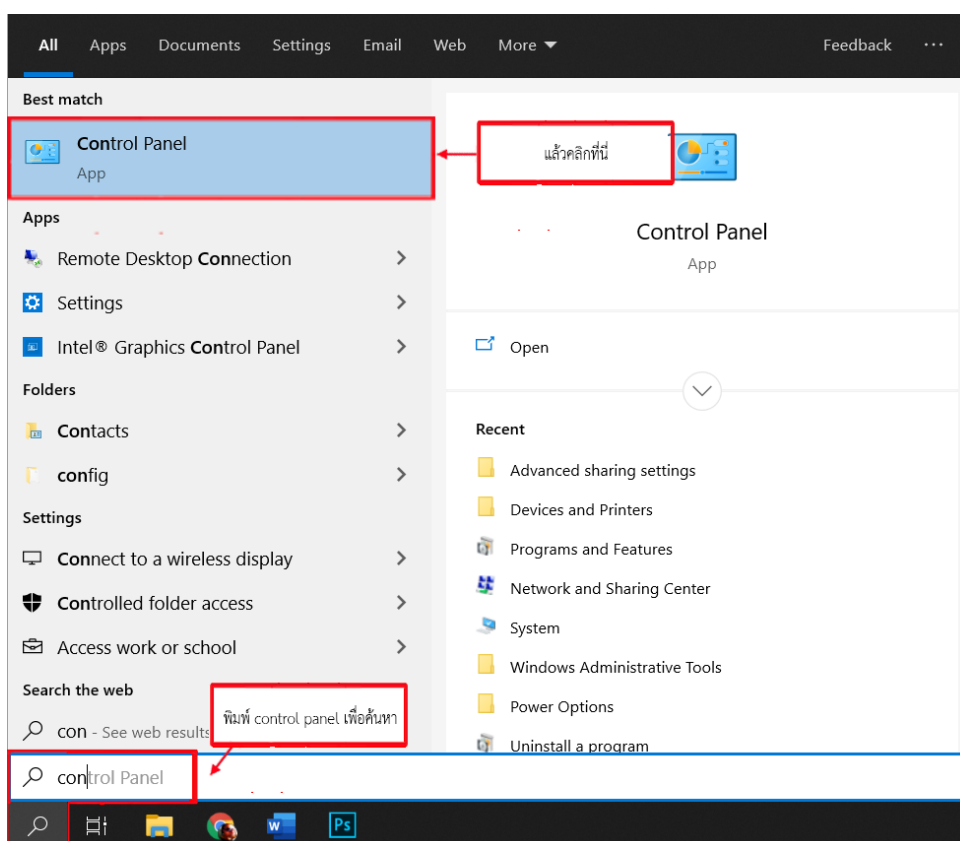 All Apps Documents Settings Email Web More Feedback ...
Best match
Control Panel
App
แล้วคลิกที่นี่
Control Panel
App
Apps
Remote Desktop Connection
Settings
Intel® Graphics Control Panel
Open
Folders
Contacts
config
Recent
Advanced sharing settings
Devices and Printers
Programs and Features
Network and Sharing Center
System
Windows Administrative Tools
Power Options
Uninstall a program
Settings
Connect to a wireless display
Controlled folder access
Access work or school
Search the web
con - See web results
พิมพ์ control panel เพื่อค้นหา
control Panel
W
Ps